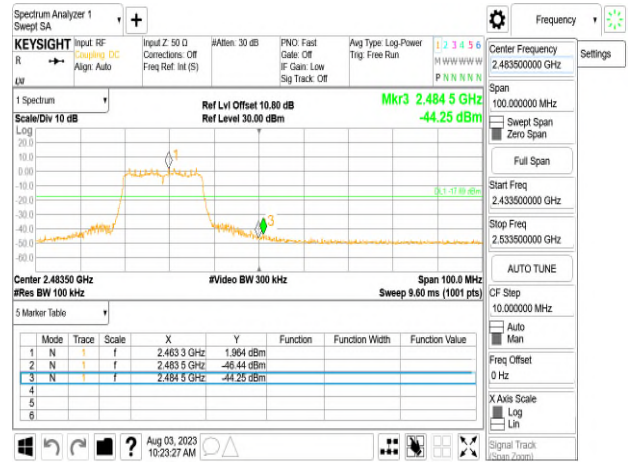 Spectrum Analyzer 1
Swept SA
+
Frequency
KEYSIGHT Input: RF Input Z: 50 Ω #Atten: 30 dB PNO: Fast Avg Type: Log-Power 1 2 3 4 5 6
R Coupling: DC Corrections: Off Gate: Off Trig: Free Run M W W W W W
Align: Auto Freq Ref: Int (S) IF Gain: Low P N N N N N
Sig Track: Off
1 Spectrum
Scale/Div 10 dB
Ref Lvl Offset 10.80 dB
Ref Level 30.00 dBm
Mkr3 2.484 5 GHz
-44.25 dBm
Log
20.0
10.0
0.00
-10.0
-20.0
-30.0
-40.0
-50.0
-60.0
1
3
Center 2.48350 GHz #Video BW 300 kHz Span 100.0 MHz
#Res BW 100 kHz Sweep 9.60 ms (1001 pts)
5 Marker Table
Mode Trace Scale X Y Function Function Width Function Value
1 N 1 f 2.463 3 GHz 1.964 dBm
2 N 1 f 2.483 5 GHz -46.44 dBm
3 N 1 f 2.484 5 GHz -44.25 dBm
4
5
6
?
Aug 03, 2023
10:23:27 AM
Center Frequency
2.483500000 GHz
Settings
Span
100.000000 MHz
Swept Span
Zero Span
Full Span
Start Freq
2.433500000 GHz
Stop Freq
2.533500000 GHz
AUTO TUNE
CF Step
10.000000 MHz
Auto
Man
Freq Offset
0 Hz
X Axis Scale
Log
Lin
Signal Track
(Span Zoom)